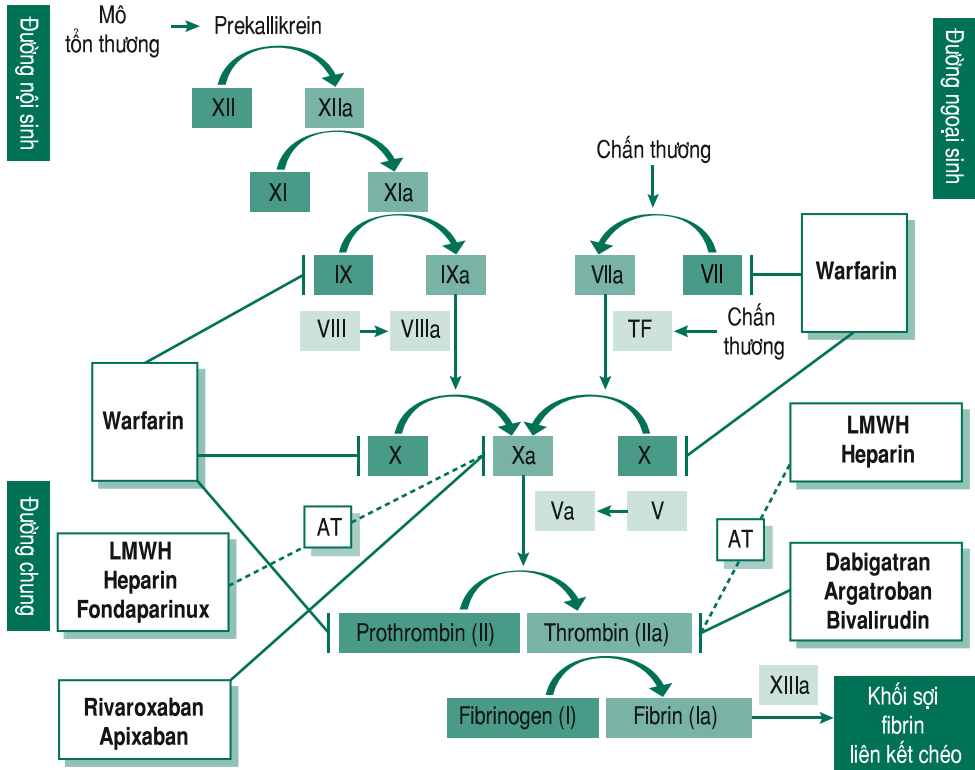 Đường nội sinh
Mô
tổn thương
Prekallikrein
Đường ngoại sinh
XII
XIIa
XI
XIa
Chấn thương
IX
IXa
VIIa
VII
Warfarin
VIII
VIIIa
TF
Chấn
thương
Warfarin
X
Xa
X
LMWH
Heparin
Đường chung
AT
Va
V
AT
LMWH
Heparin
Fondaparinux
Dabigatran
Argatroban
Bivalirudin
Prothrombin (II)
Thrombin (IIa)
Rivaroxaban
Apixaban
Fibrinogen (I)
Fibrin (Ia)
XIIIa
Khối sợi
fibrin
liên kết chéo